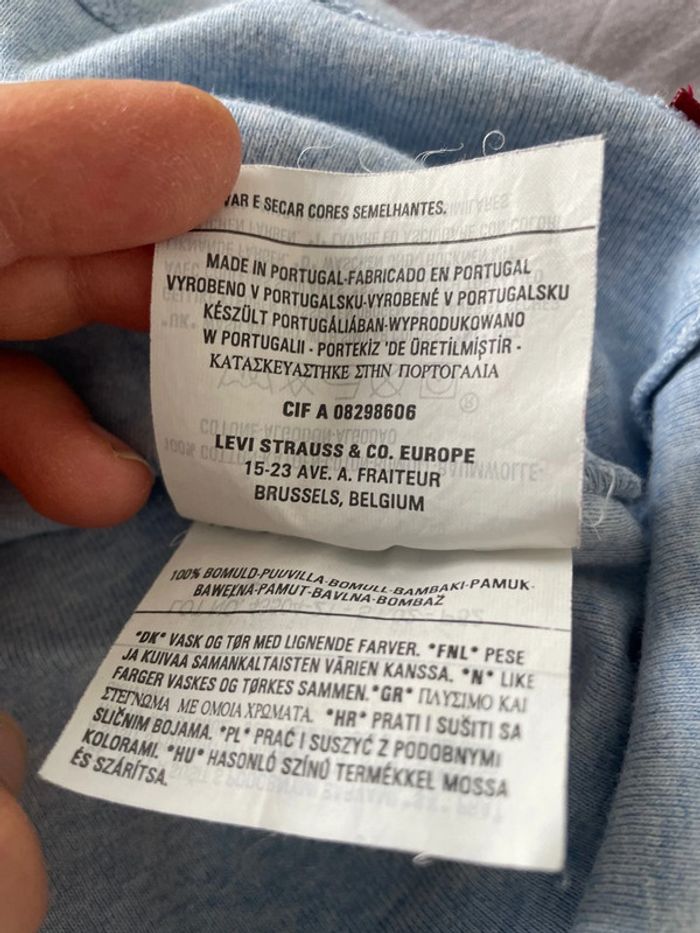 VAR E SECAR CORES SEMELHANTES.
MADE IN PORTUGAL-FABRICADO EN PORTUGAL
VYROBENO V PORTUGALSKU-VYROBENÉ V PORTUGALSKU
KÉSZÜLT PORTUGÁLIÁBAN-WYPRODUKOWANO
W PORTUGALII - PORTEKİZ 'DE ÜRETİLMİŞTİR -
ΚΑΤΑΣΚΕΥΑΣΤΗΚΕ ΣΤΗΝ ΠΟΡΤΟΓΑΛΙΑ
CIF A 08298606
LEVI STRAUSS & CO. EUROPE
15-23 AVE. A. FRAITEUR
BRUSSELS, BELGIUM
100% BOMULD-PUUVILLA-BOMULL-BAMBAKI-PAMUK-
BAWEŁNA-PAMUT-BAVLNA-BOMBAŽ
*DK* VASK OG TØR MED LIGNENDE FARVER. *FNL* PESE
JA KUIVAA SAMANKALTAISTEN VÄRIEN KANSSA. *N* LIKE
FARGER VASKES OG TØRKES SAMMEN. *GR* ΠΛΥΣΙΜΟ ΚΑΙ
ΣΤΕΓΝΩΜΑ ΜΕ ΟΜΟΙΑ ΧΡΩΜΑΤΑ. *HR* PRATI I SUŠITI SA
SLIČNIM BOJAMA. *PL* PRAĆ I SUSZYĆ Z PODOBNYMI
KOLORAMI. *HU* HASONLÓ SZÍNŰ TERMÉKKEL MOSSA
ÉS SZÁRÍTSA.